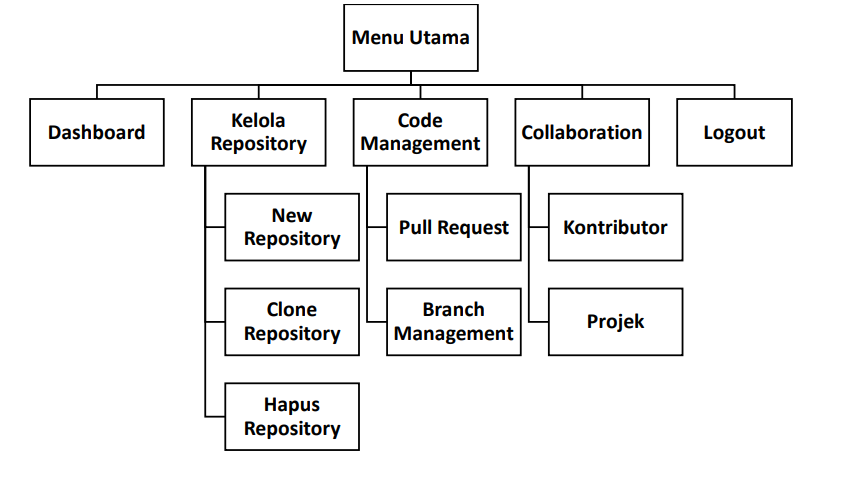 Menu Utama
Dashboard
Kelola
Repository
Code
Management
Collaboration
Logout
New
Repository
Pull Request
Kontributor
Clone
Repository
Branch
Management
Projek
Hapus
Repository